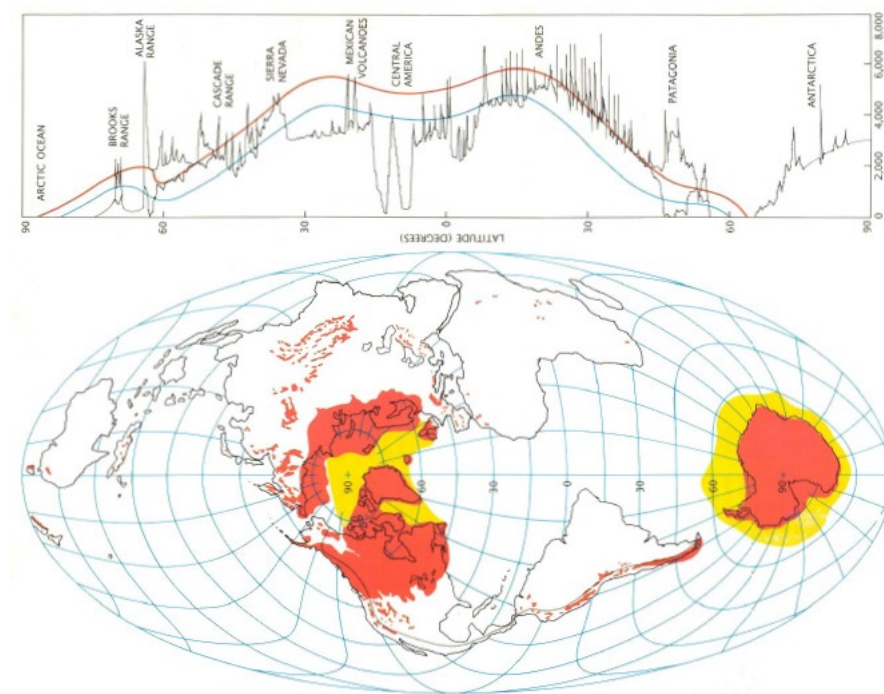 ARCTIC OCEAN
BROOKS
RANGE
ALASKA
RANGE
CASCADE
RANGE
SIERRA
NEVADA
MEXICAN
VOLCANOES
CENTRAL
AMERICA
ANDES
PATAGONIA
ANTARCTICA
8,000
6,000
4,000
2,000
0
90
60
30
0
30
60
90
LATITUDE (DEGREES)
90 +
60
30
0
30
60
90 +